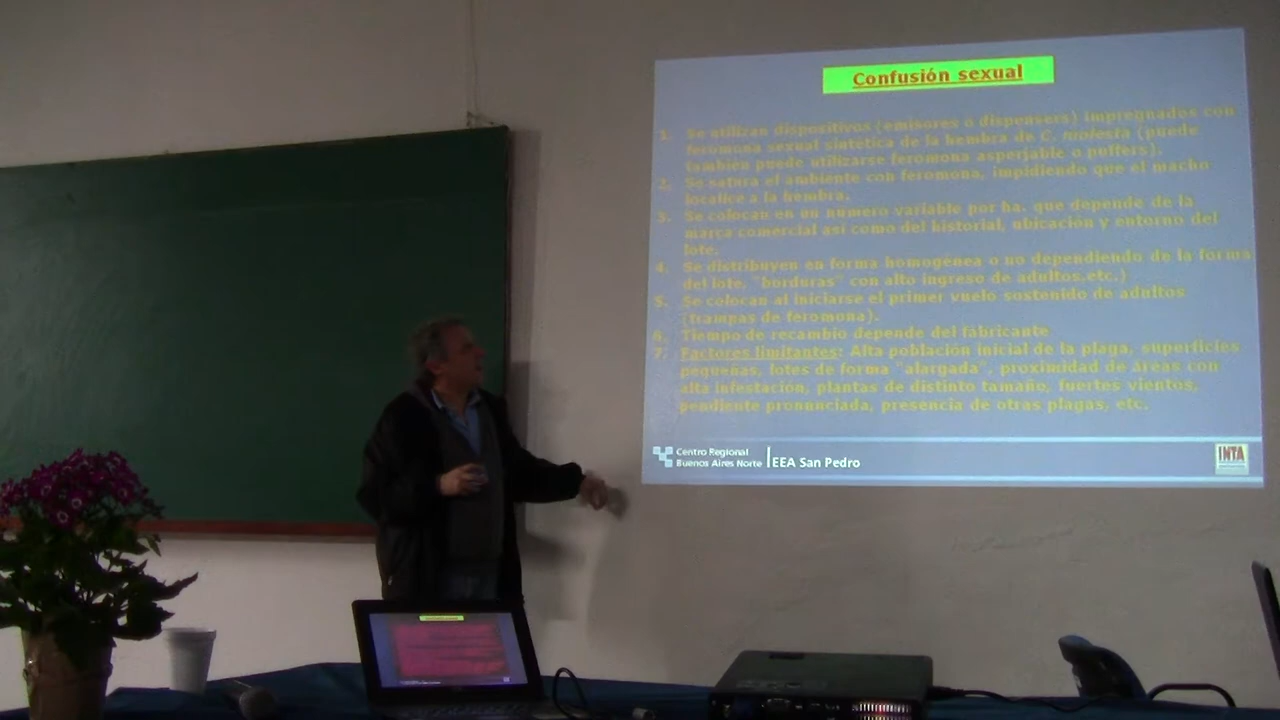 Confusión sexual
1. Se utilizan dispositivos (emisores o dispensers) impregnados con
feromona sexual sintética de la hembra de C. molesta (puede
también puede utilizarse feromona asperjable o puffers).
2. Se satura el ambiente con feromona, impidiendo que el macho
localice a la hembra.
3. Se colocan en un numero variable por ha. que depende de la
marca comercial así como del historial, ubicación y entorno del
lote.
4. Se distribuyen en forma homogénea o no dependiendo de la forma
del lote, "borduras" con alto ingreso de adultos.etc.)
5. Se colocan al iniciarse el primer vuelo sostenido de adultos
(trampas de feromona).
6. Tiempo de recambio depende del fabricante
7. Factores limitantes: Alta población inicial de la plaga, superficies
pequeñas, lotes de forma "alargada", proximidad de áreas con
alta infestación, plantas de distinto tamaño, fuertes vientos,
pendiente pronunciada, presencia de otras plagas, etc.
Centro Regional
Buenos Aires Norte
EEA San Pedro
INTA